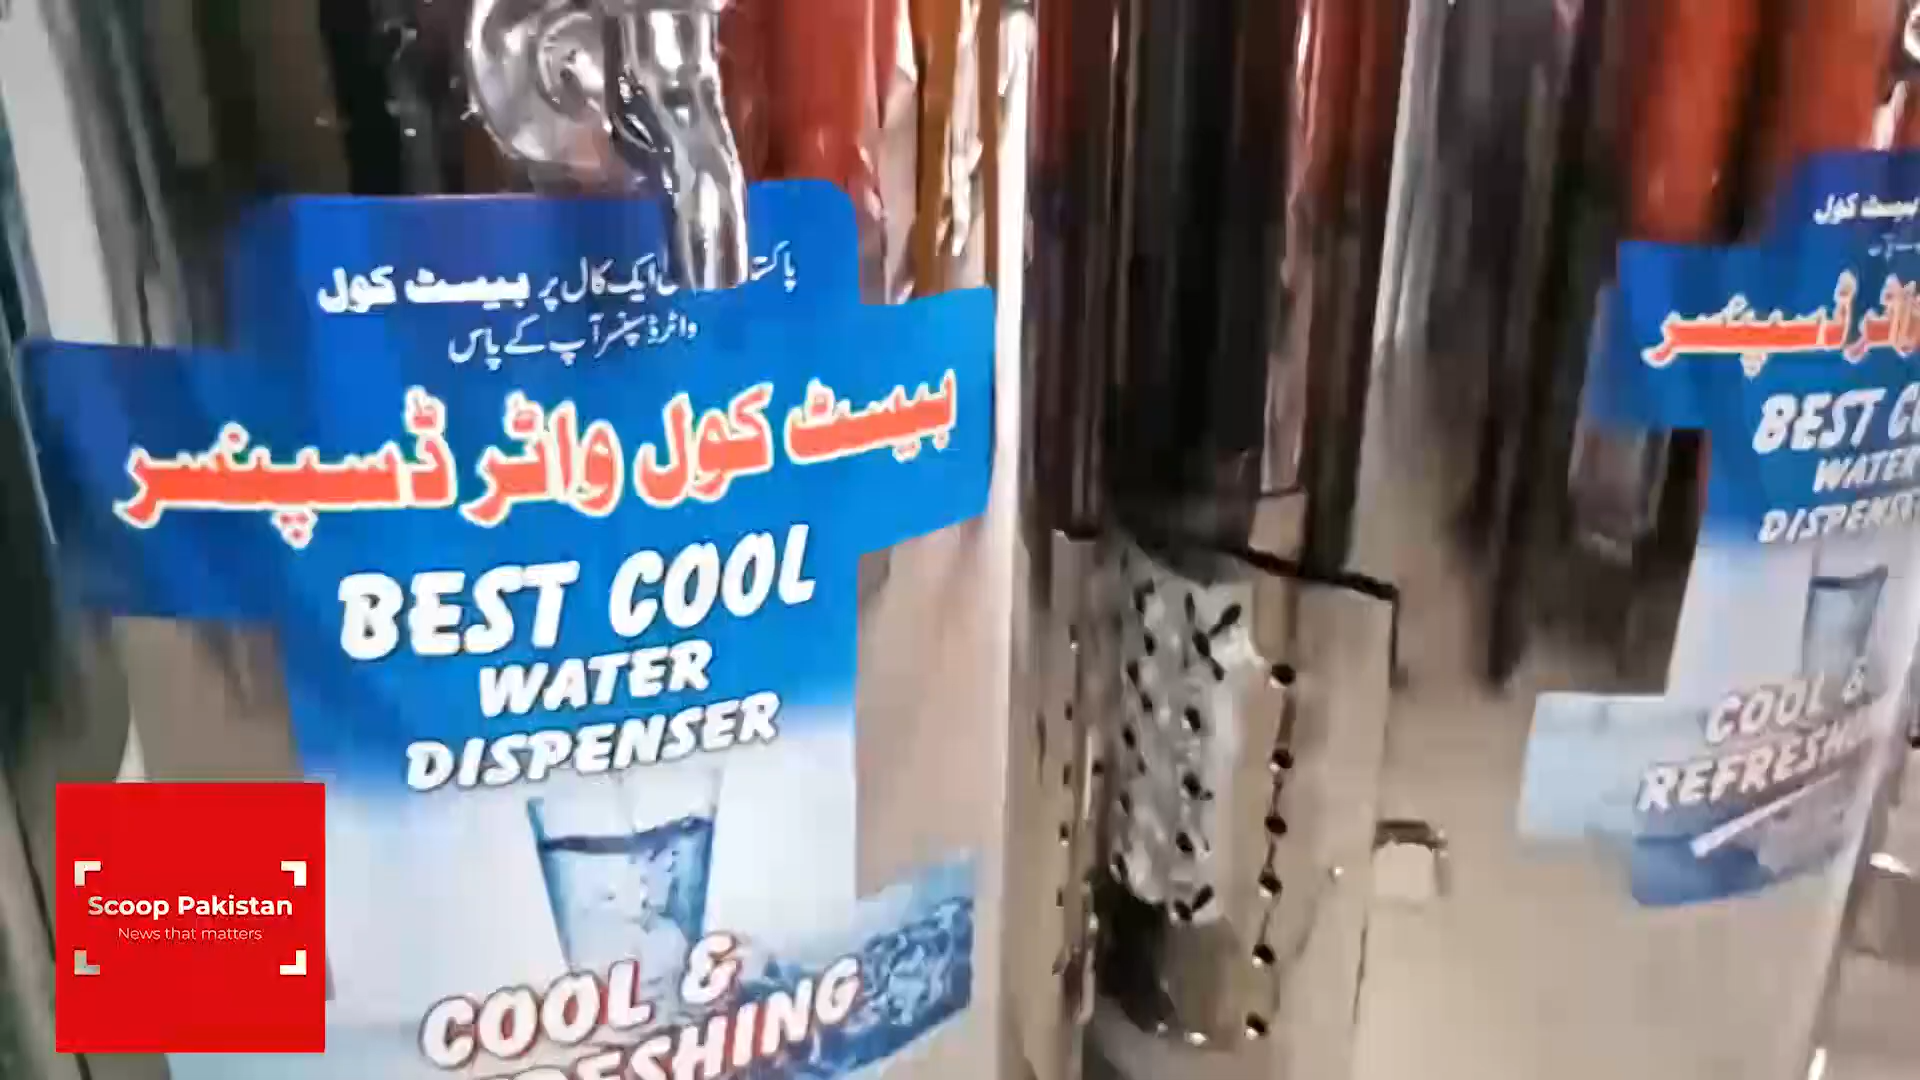 ایک کال پر بیسٹ کول
واٹر ڈسپنسر آپ کے پاس
بیسٹ کول واٹر ڈسپنسر
BEST COOL
WATER
DISPENSER
COOL &
بیسٹ کول
واٹر ڈسپنسر
BEST
WATER
COOL &
Scoop Pakistan
News that matters